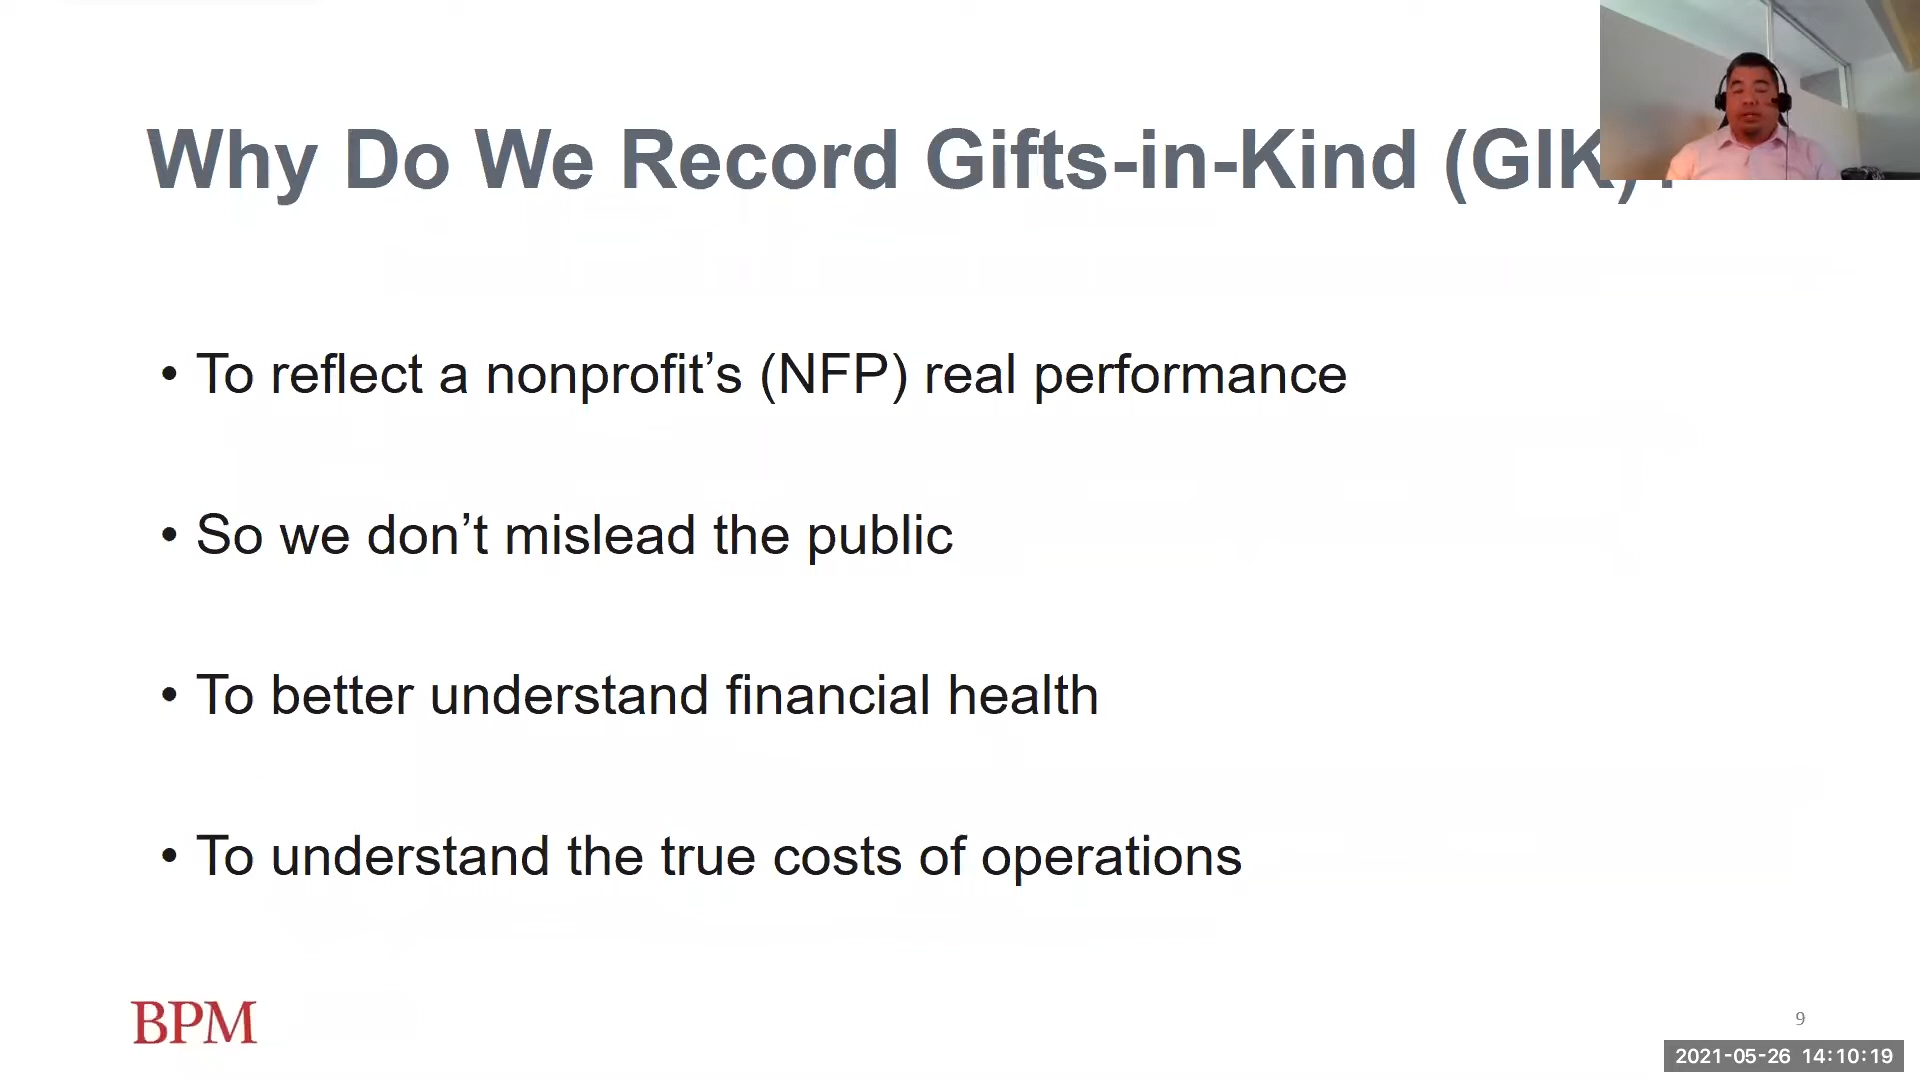 Why Do We Record Gifts-in-Kind (GIK)?
• To reflect a nonprofit’s (NFP) real performance
• So we don’t mislead the public
• To better understand financial health
• To understand the true costs of operations
BPM
9
2021-05-26 14:10:19